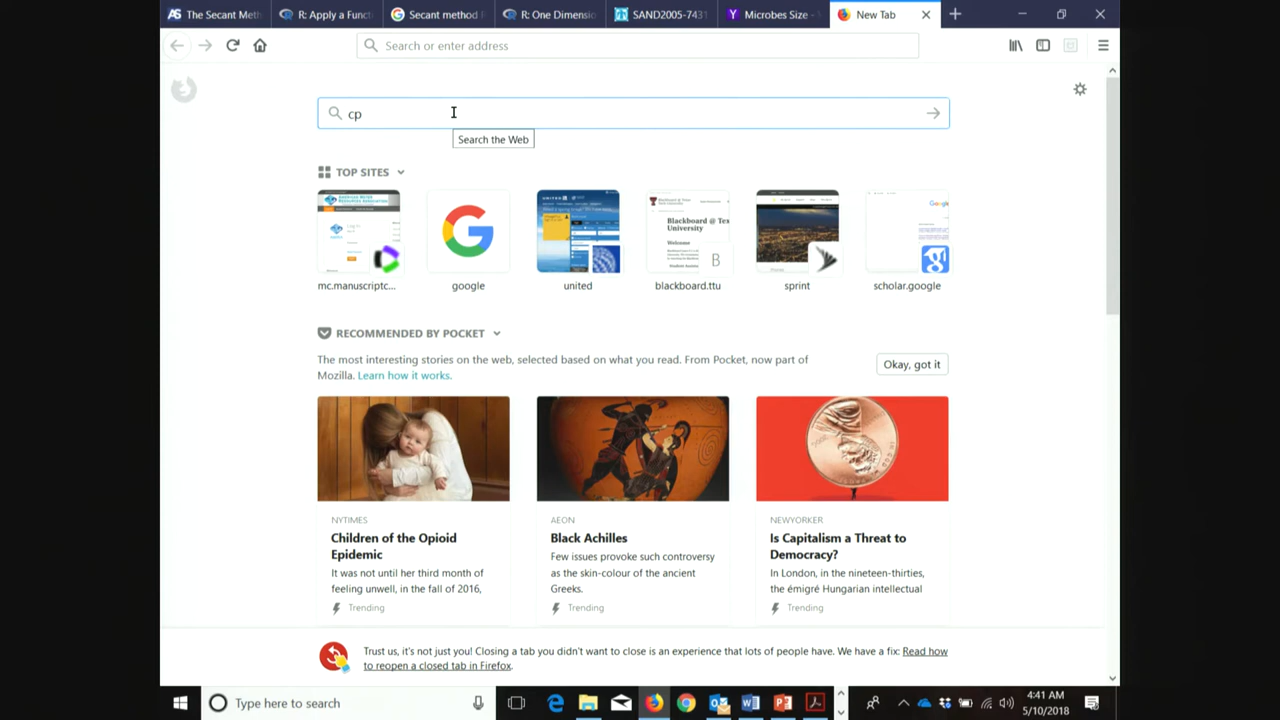 The Secant Meth
R: Apply a Funct
Secant method
R: One Dimensio
SAND2005-7431
Microbes Size -
New Tab
Search or enter address
cp
Search the Web
TOP SITES
mc.manuscriptc...
google
united
blackboard.ttu
sprint
scholar.google
RECOMMENDED BY POCKET
The most interesting stories on the web, selected based on what you read. From Pocket, now part of
Mozilla. Learn how it works.
Okay, got it
NYTIMES
Children of the Opioid
Epidemic
It was not until her third month of
feeling unwell, in the fall of 2016,
Trending
AEON
Black Achilles
Few issues provoke such controversy
as the skin-colour of the ancient
Greeks.
Trending
NEWYORKER
Is Capitalism a Threat to
Democracy?
In London, in the nineteen-thirties,
the émigré Hungarian intellectual
Trending
Trust us, it's not just you! Closing a tab you didn't want to close is an experience that lots of people have. We have a fix: Read how
to reopen a closed tab in Firefox.
Type here to search
4:41 AM
5/10/2018